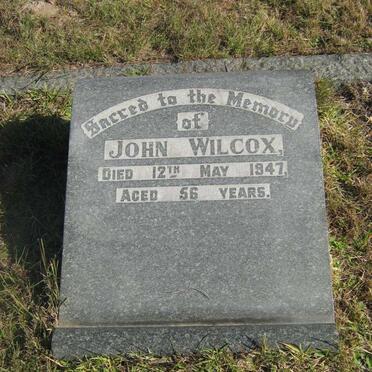 Sacred to the Memory
of
JOHN WILCOX,
DIED 12TH MAY 1947,
AGED 56 YEARS.